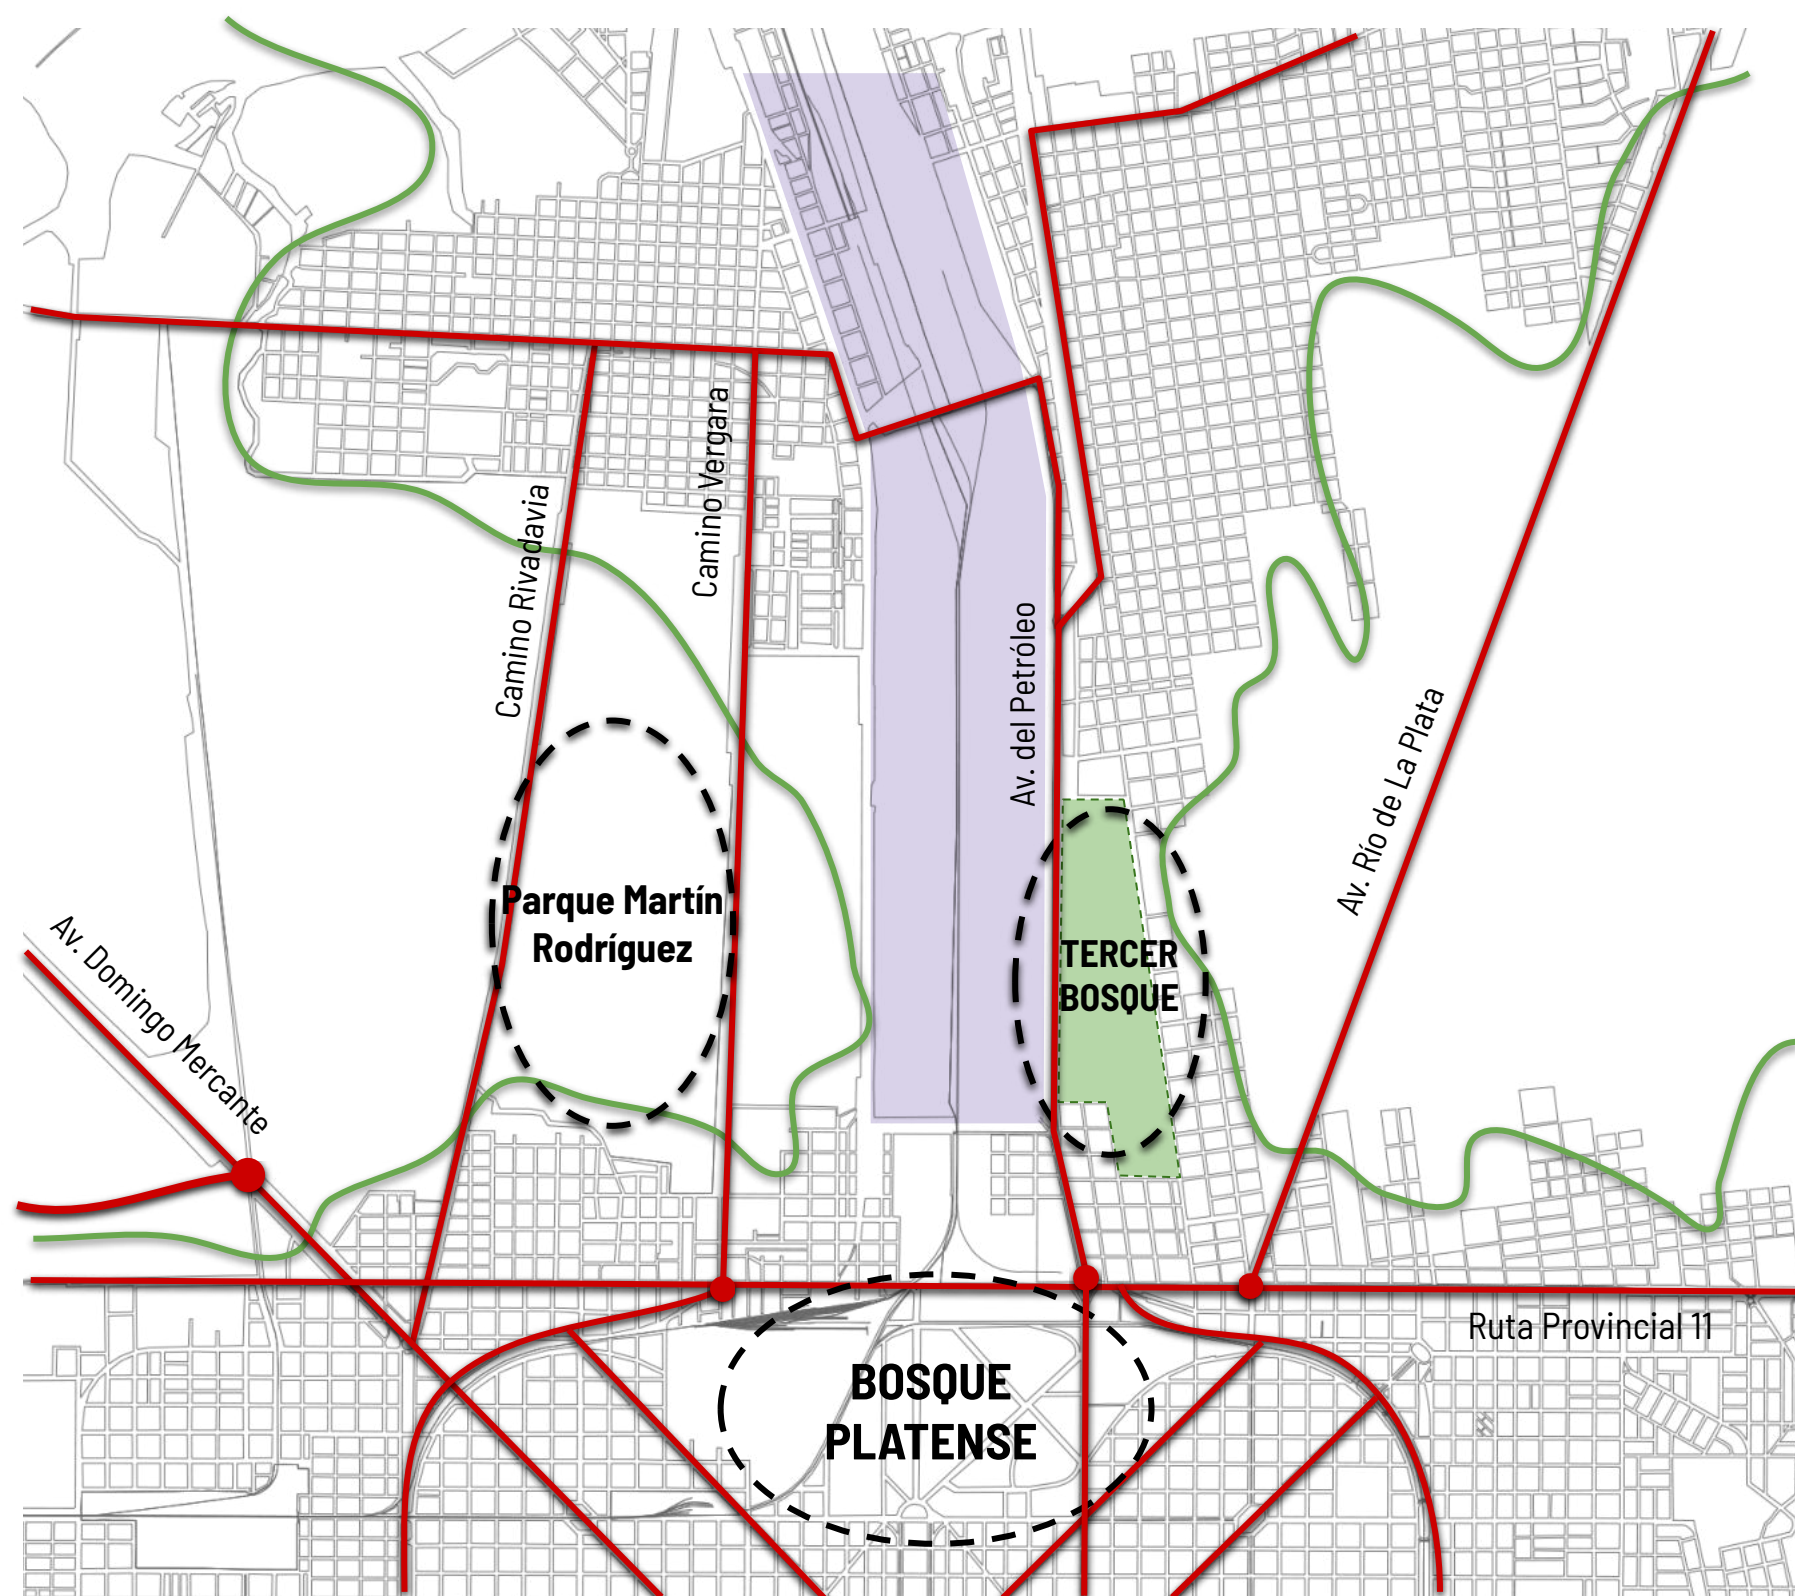 Camino Vergara
Camino Rivadavia
Av. del Petróleo
Av. Río de La Plata
Parque Martín
Rodríguez
TERCER
BOSQUE
Av. Domingo Mercante
Ruta Provincial 11
BOSQUE
PLATENSE